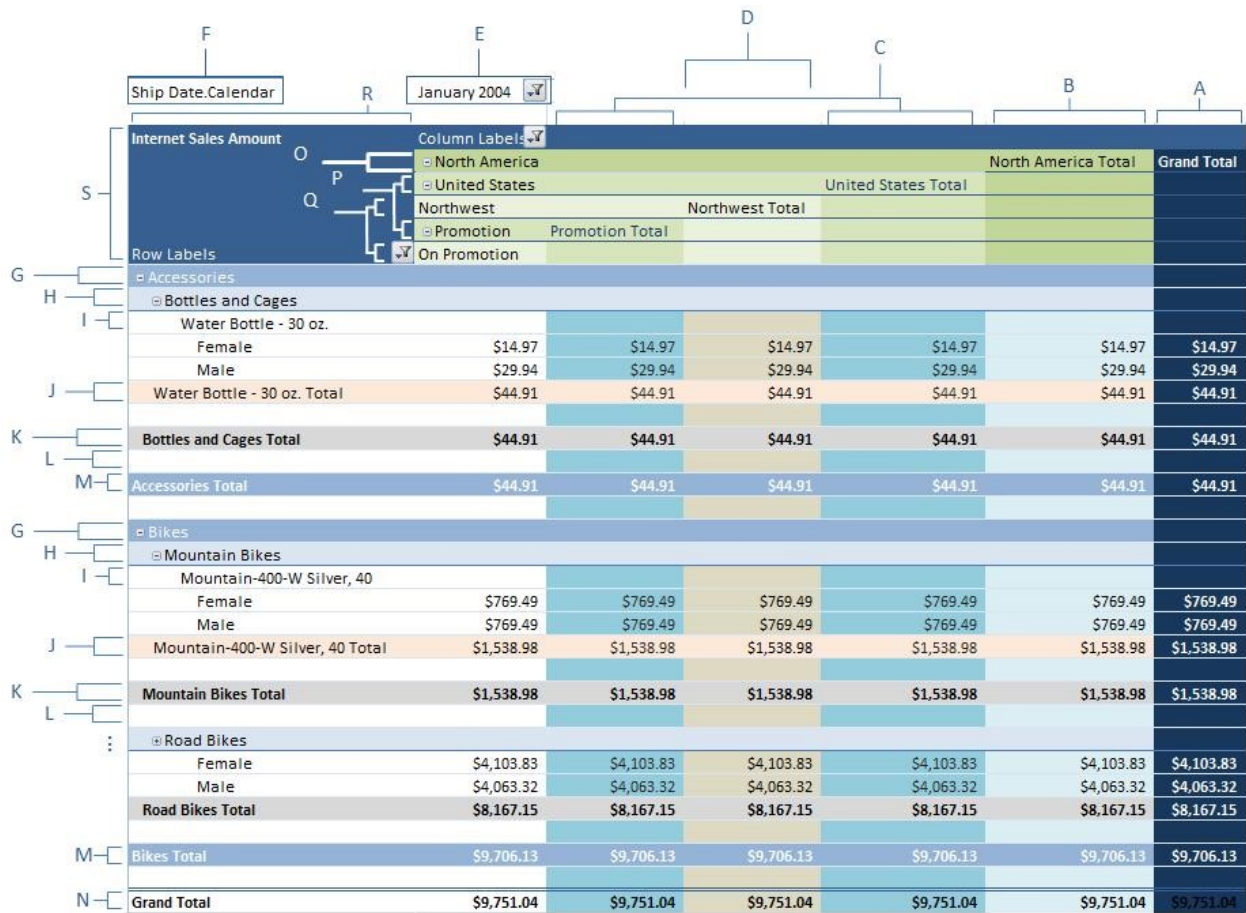 D
F E C
Ship Date.Calendar R January 2004 B A
Internet Sales Amount Column Labels
O North America North America Total Grand Total
S P United States United States Total
Q Northwest Northwest Total
Promotion Promotion Total
Row Labels On Promotion
G Accessories
H Bottles and Cages
I Water Bottle - 30 oz.
Female $14.97 $14.97 $14.97 $14.97 $14.97 $14.97
Male $29.94 $29.94 $29.94 $29.94 $29.94 $29.94
J Water Bottle - 30 oz. Total $44.91 $44.91 $44.91 $44.91 $44.91 $44.91
K Bottles and Cages Total $44.91 $44.91 $44.91 $44.91 $44.91 $44.91
L
M Accessories Total $44.91 $44.91 $44.91 $44.91 $44.91 $44.91
G Bikes
H Mountain Bikes
I Mountain-400-W Silver, 40
Female $769.49 $769.49 $769.49 $769.49 $769.49 $769.49
Male $769.49 $769.49 $769.49 $769.49 $769.49 $769.49
J Mountain-400-W Silver, 40 Total $1,538.98 $1,538.98 $1,538.98 $1,538.98 $1,538.98 $1,538.98
K Mountain Bikes Total $1,538.98 $1,538.98 $1,538.98 $1,538.98 $1,538.98 $1,538.98
L
Road Bikes
Female $4,103.83 $4,103.83 $4,103.83 $4,103.83 $4,103.83 $4,103.83
Male $4,063.32 $4,063.32 $4,063.32 $4,063.32 $4,063.32 $4,063.32
Road Bikes Total $8,167.15 $8,167.15 $8,167.15 $8,167.15 $8,167.15 $8,167.15
M Bikes Total $9,706.13 $9,706.13 $9,706.13 $9,706.13 $9,706.13 $9,706.13
N Grand Total $9,751.04 $9,751.04 $9,751.04 $9,751.04 $9,751.04 $9,751.04